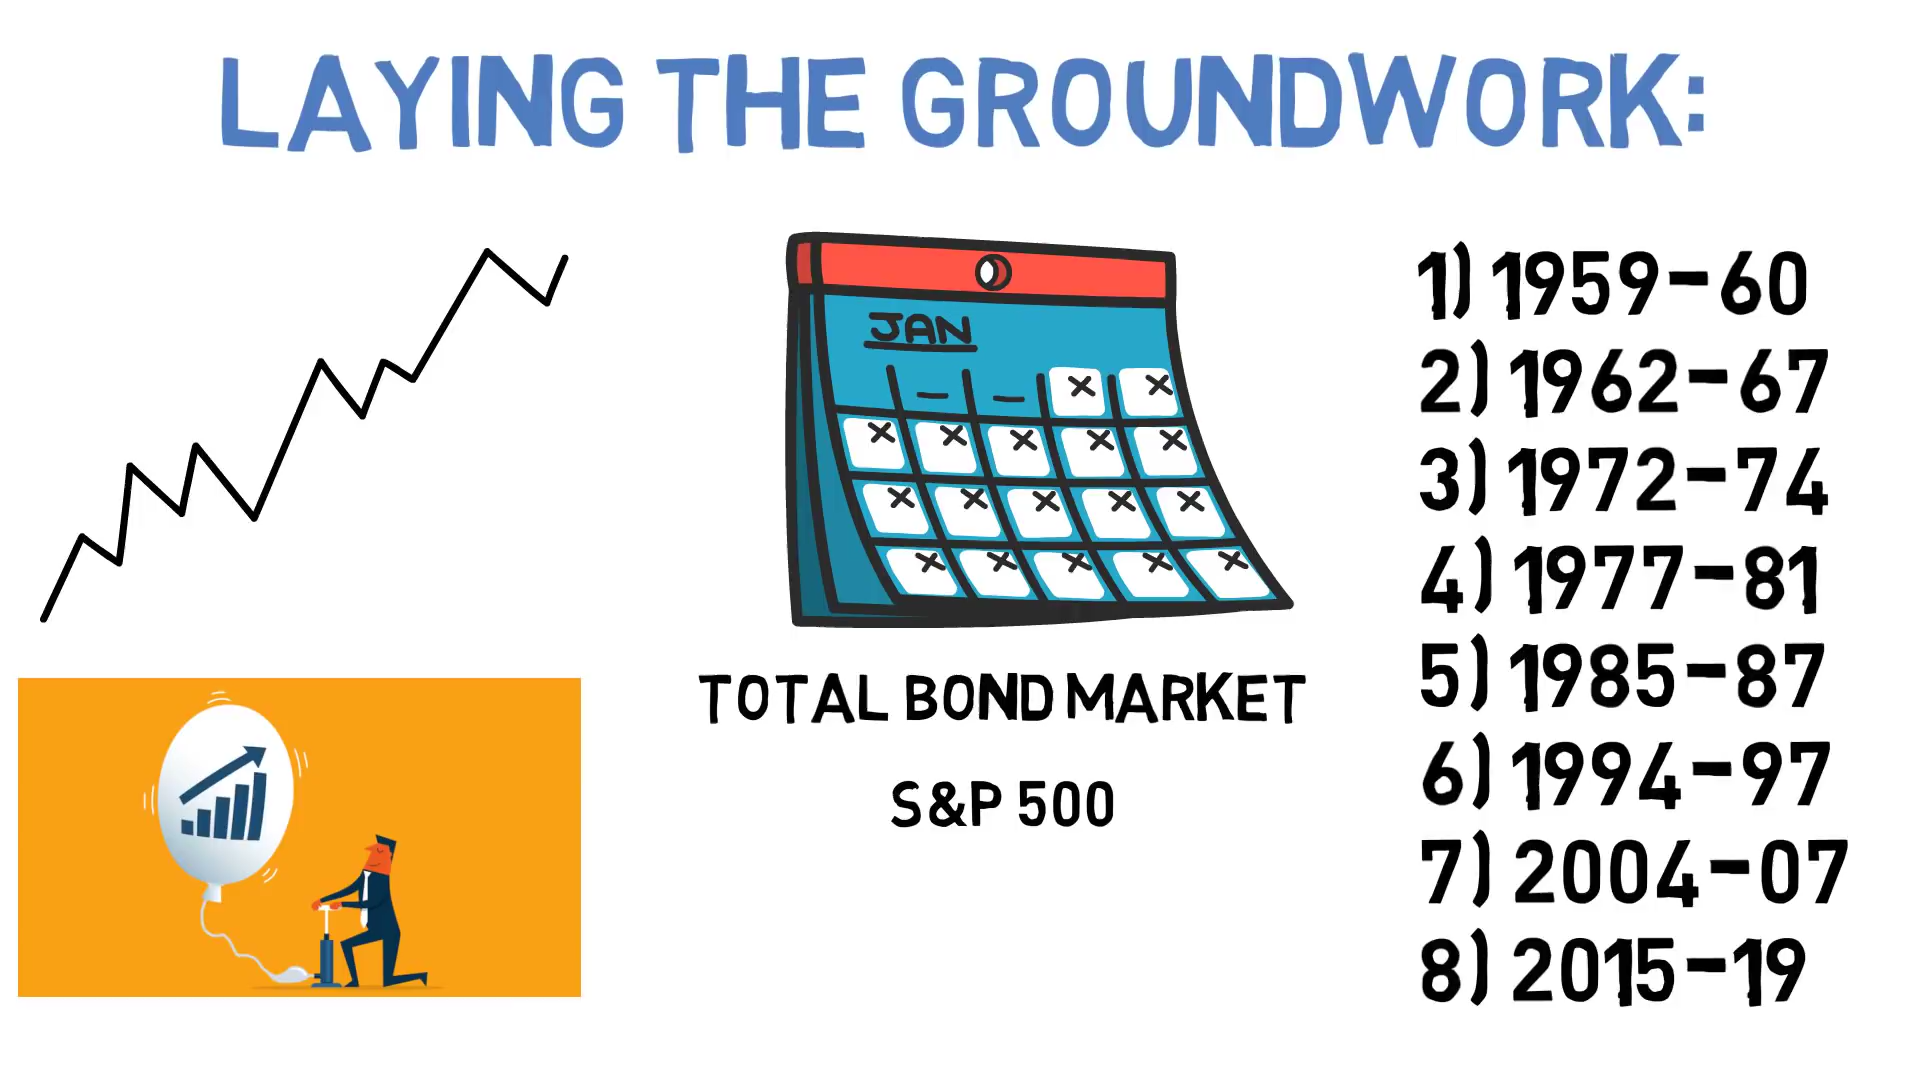 LAYING THE GROUNDWORK:
JAN
TOTAL BOND MARKET
S&P 500
1) 1959-60
2) 1962-67
3) 1972-74
4) 1977-81
5) 1985-87
6) 1994-97
7) 2004-07
8) 2015-19